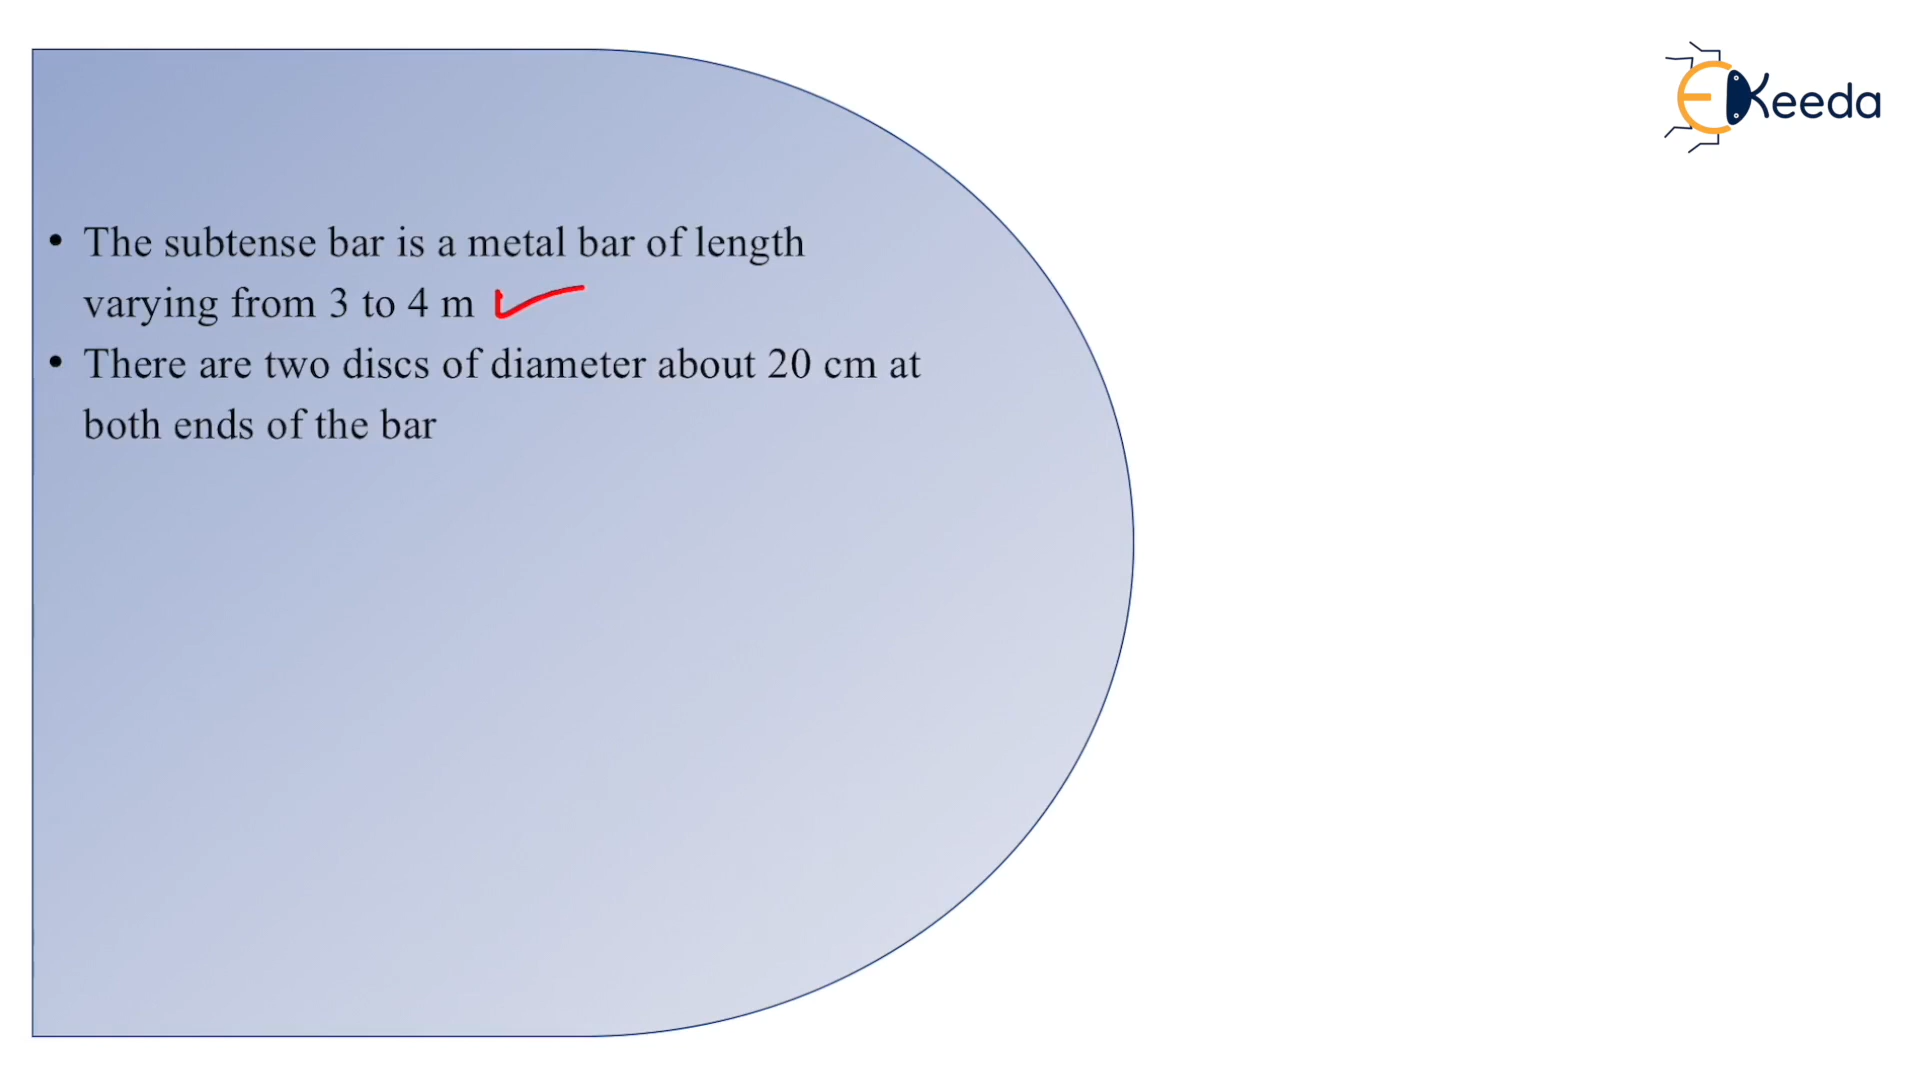 EKeeda
• The subtense bar is a metal bar of length
varying from 3 to 4 m
• There are two discs of diameter about 20 cm at
both ends of the bar